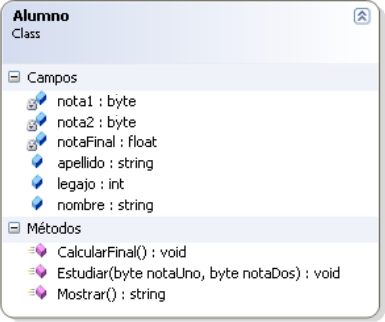 Alumno
Class
Campos
nota1 : byte
nota2 : byte
notaFinal : float
apellido : string
legajo : int
nombre : string
Métodos
CalcularFinal() : void
Estudiar(byte notaUno, byte notaDos) : void
Mostrar() : string